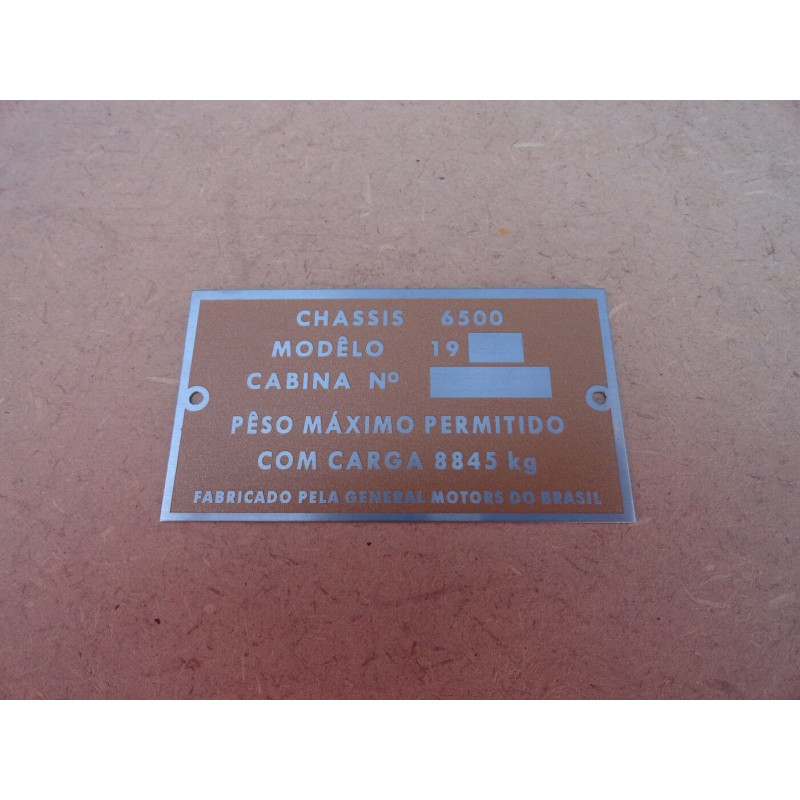 CHASSIS 6500
MODÊLO 19
CABINA Nº
PÊSO MÁXIMO PERMITIDO
COM CARGA 8845 kg
FABRICADO PELA GENERAL MOTORS DO BRASIL